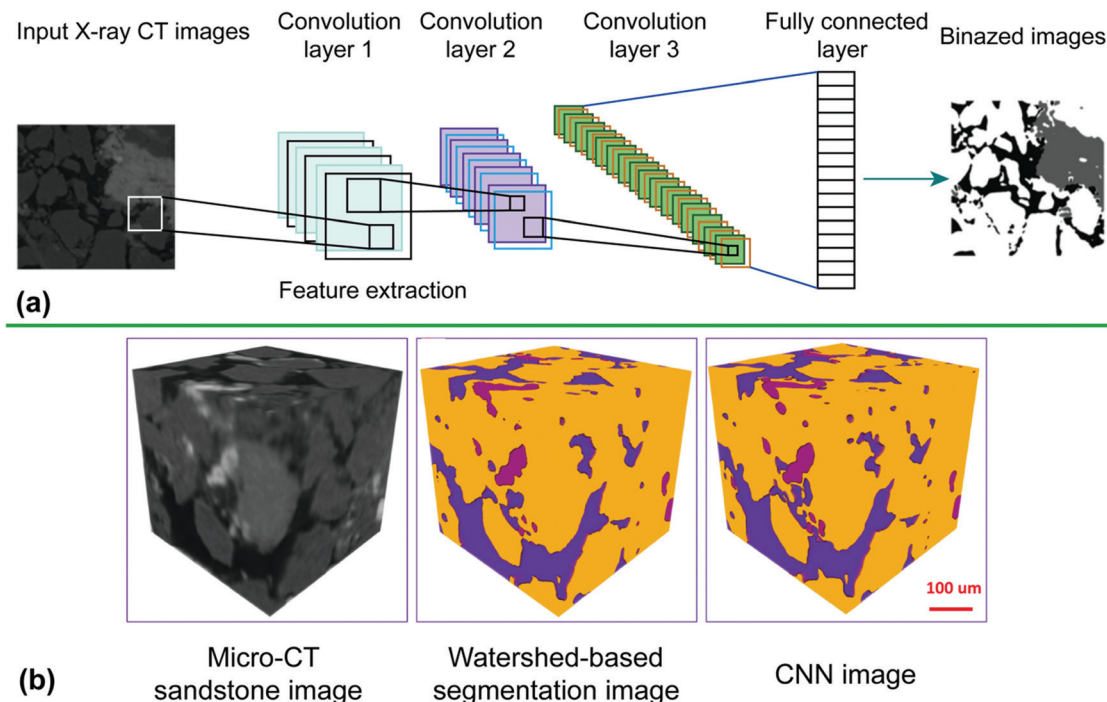 Input X-ray CT images
Convolution
layer 1
Convolution
layer 2
Convolution
layer 3
Fully connected
layer
Binazed images
Feature extraction
(a)
100 um
Micro-CT
sandstone image
Watershed-based
segmentation image
CNN image
(b)